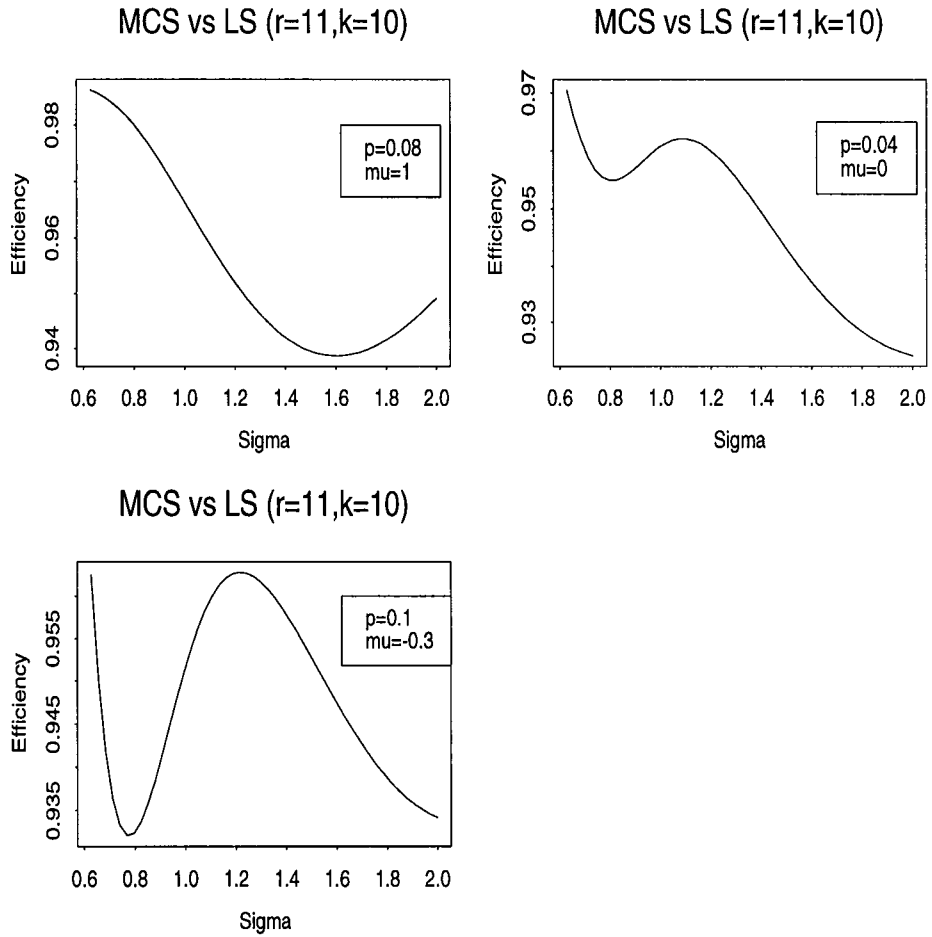 MCS vs LS (r=11,k=10)
Efficiency
0.98
0.96
0.94
p=0.08
mu=1
0.6 0.8 1.0 1.2 1.4 1.6 1.8 2.0
Sigma
MCS vs LS (r=11,k=10)
Efficiency
0.97
0.95
0.93
p=0.04
mu=0
0.6 0.8 1.0 1.2 1.4 1.6 1.8 2.0
Sigma
MCS vs LS (r=11,k=10)
Efficiency
0.955
0.945
0.935
p=0.1
mu=-0.3
0.6 0.8 1.0 1.2 1.4 1.6 1.8 2.0
Sigma